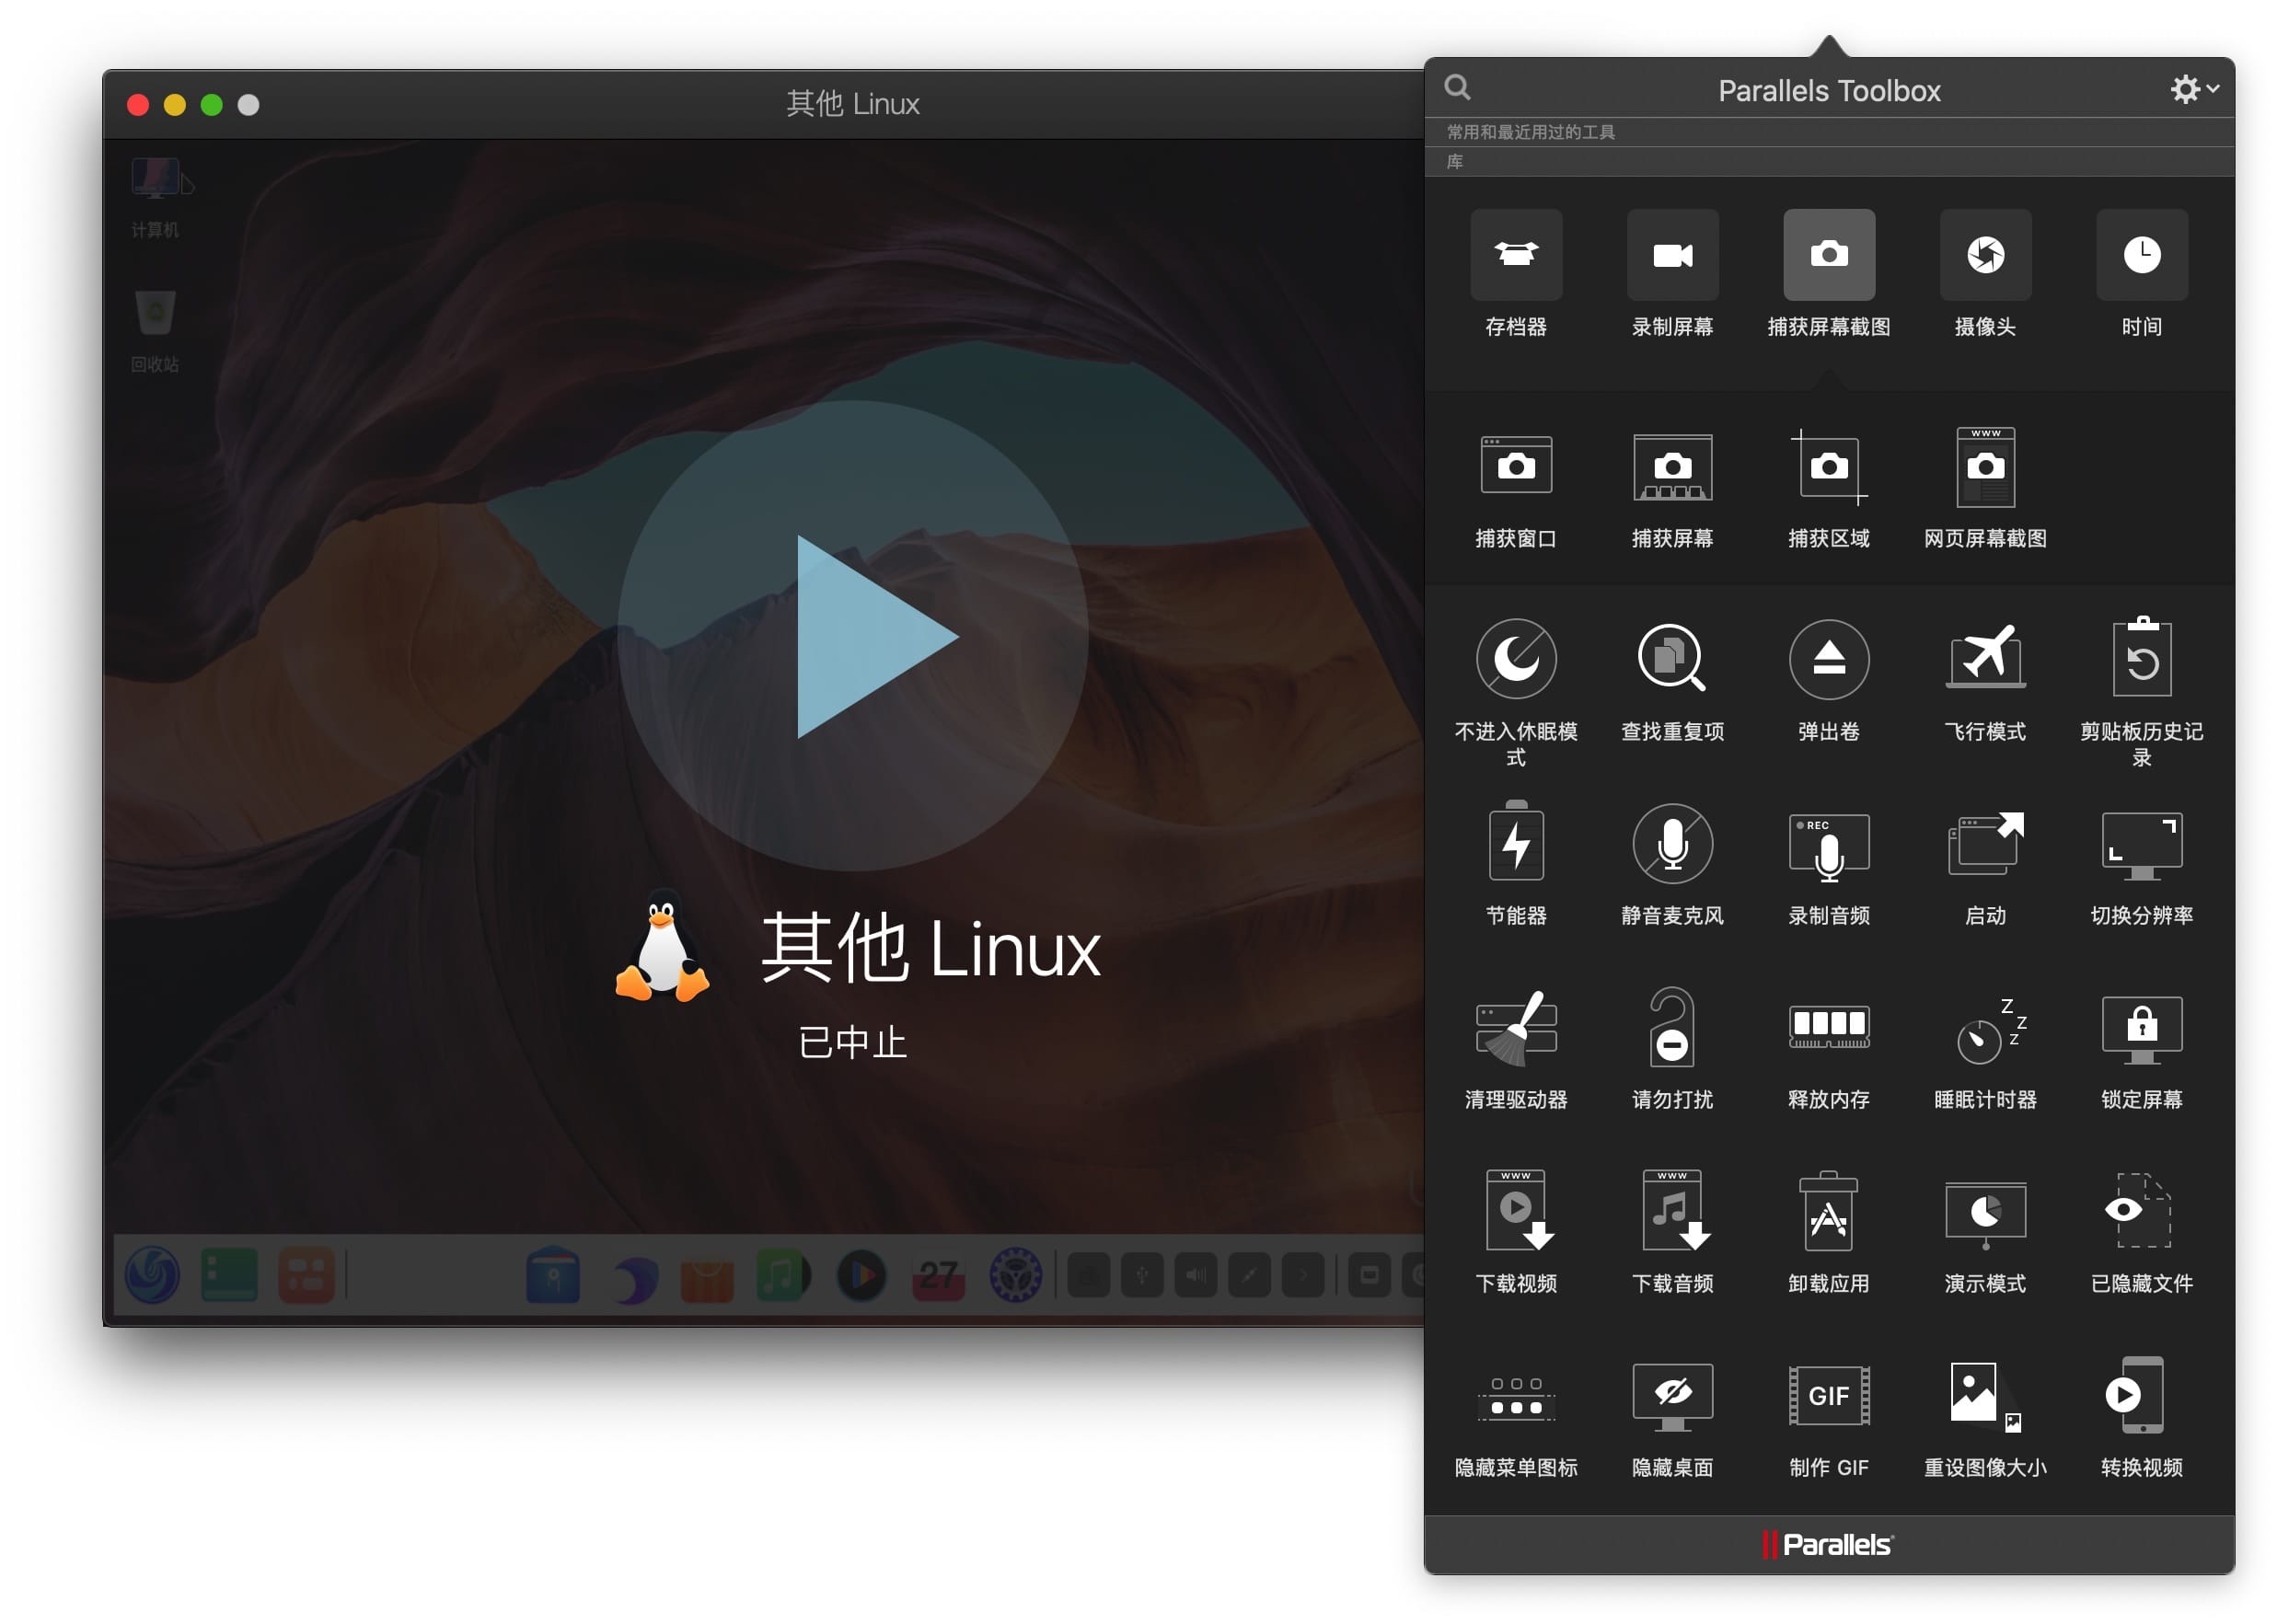 其他 Linux
计算机
回收站
其他 Linux
已中止
27
Parallels Toolbox
常用和最近用过的工具
库
存档器
录制屏幕
捕获屏幕截图
摄像头
时间
WWW
捕获窗口
捕获屏幕
捕获区域
网页屏幕截图
不进入休眠模
式
查找重复项
弹出卷
飞行模式
剪贴板历史记
录
REC
节能器
静音麦克风
录制音频
启动
切换分辨率
Z
Z
Z
清理驱动器
请勿打扰
释放内存
睡眠计时器
锁定屏幕
WWW
WWW
下载视频
下载音频
卸载应用
演示模式
已隐藏文件
GIF
隐藏菜单图标
隐藏桌面
制作 GIF
重设图像大小
转换视频
Parallels®